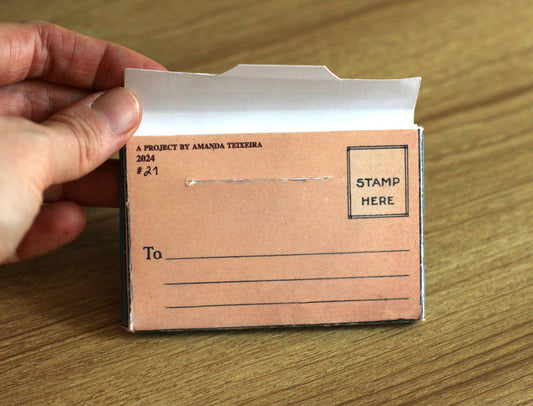 A PROJECT BY AMANDA TEIXEIRA
2024
#21
STAMP
HERE
To